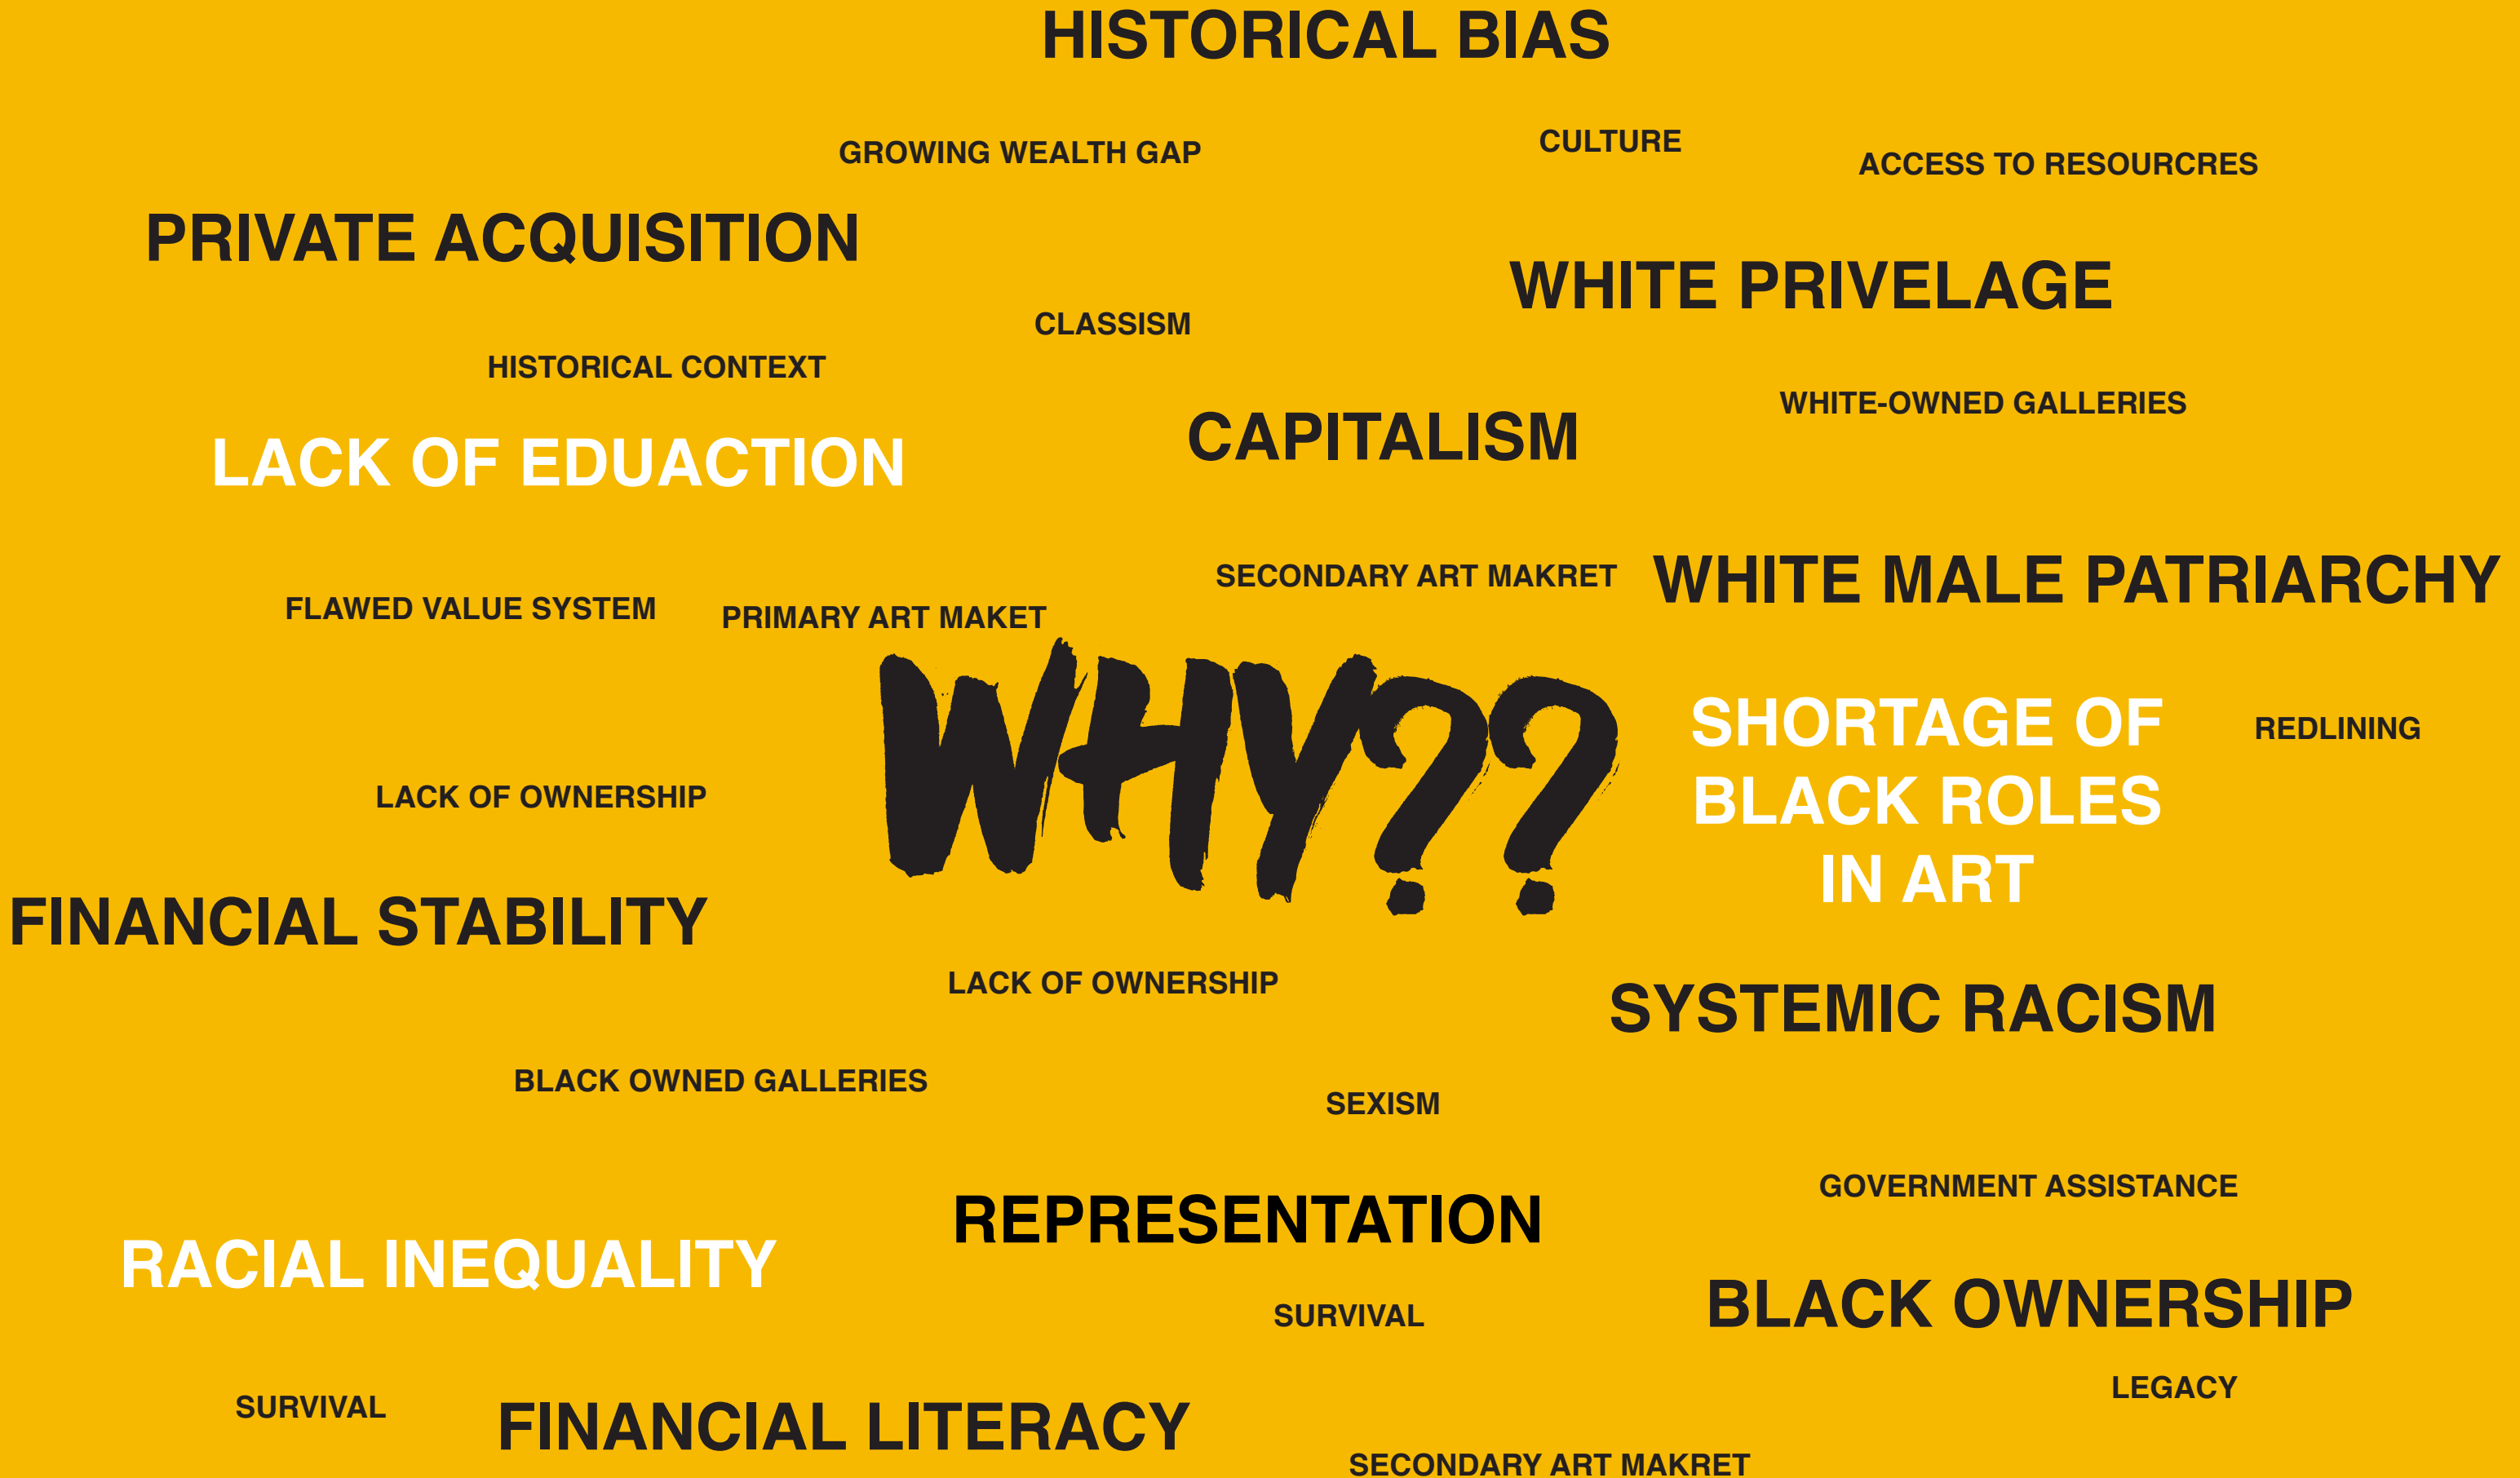 HISTORICAL BIAS
CULTURE
GROWING WEALTH GAP
ACCESS TO RESOURCRES
PRIVATE ACQUISITION
WHITE PRIVELAGE
CLASSISM
HISTORICAL CONTEXT
WHITE-OWNED GALLERIES
CAPITALISM
LACK OF EDUACTION
SECONDARY ART MAKRET
WHITE MALE PATRIARCHY
FLAWED VALUE SYSTEM
PRIMARY ART MAKET
WHY??
SHORTAGE OF
BLACK ROLES
IN ART
REDLINING
LACK OF OWNERSHIP
FINANCIAL STABILITY
LACK OF OWNERSHIP
SYSTEMIC RACISM
BLACK OWNED GALLERIES
SEXISM
GOVERNMENT ASSISTANCE
REPRESENTATION
RACIAL INEQUALITY
BLACK OWNERSHIP
SURVIVAL
LEGACY
SURVIVAL
FINANCIAL LITERACY
SECONDARY ART MAKRET